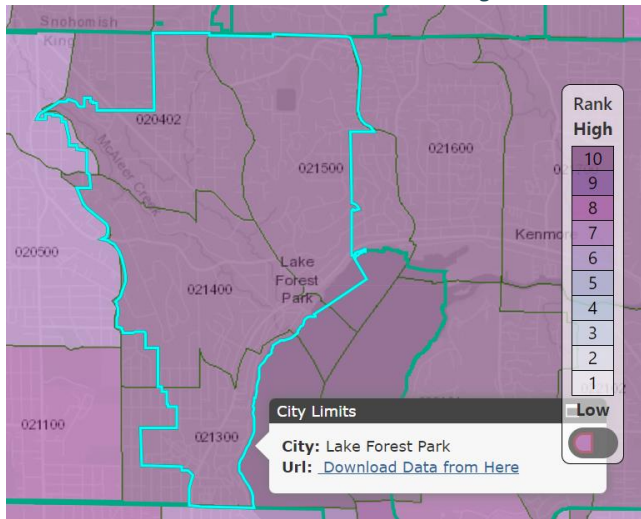 Snohomish
King
020402
McAleer Creek
021500
021600
020500
Kenmore
Lake
Forest
Park
021400
021100
021300
Rank
High
10
9
8
7
6
5
4
3
2
1
Low
City Limits
City: Lake Forest Park
Url: Download Data from Here